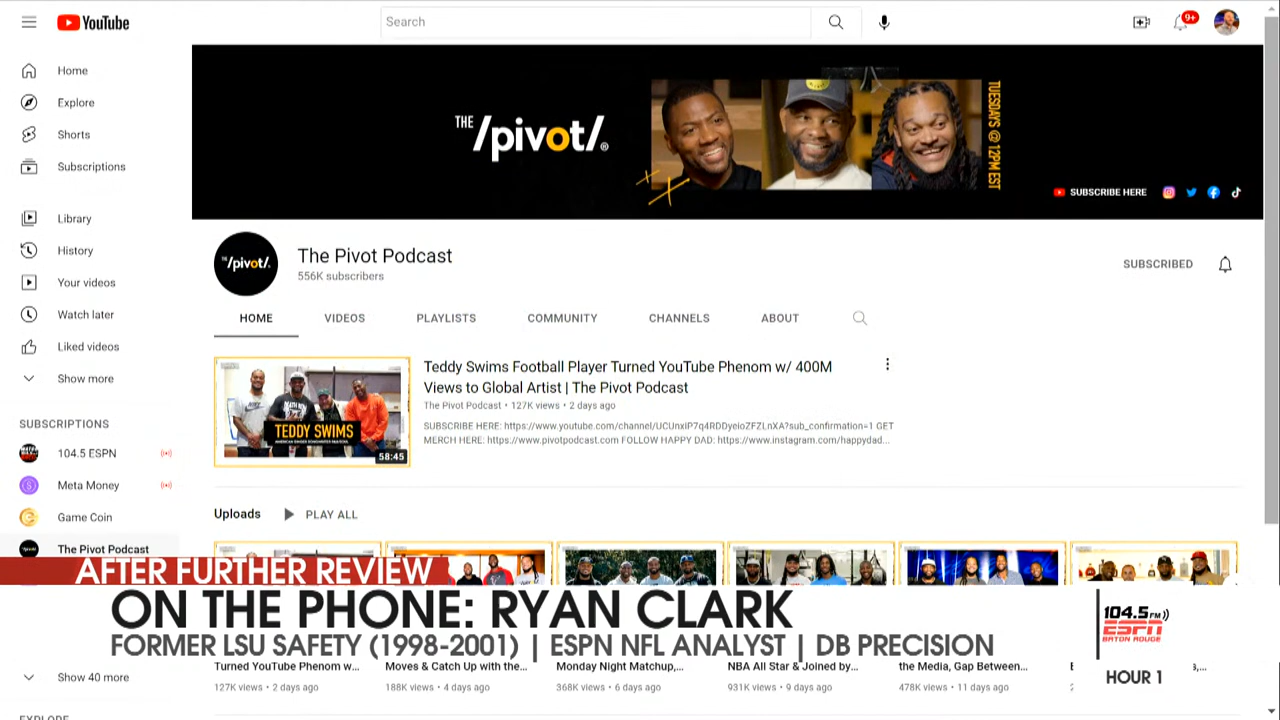 YouTube
Search
9+
Home
Explore
Shorts
Subscriptions
Library
History
Your videos
Watch later
Liked videos
Show more
SUBSCRIPTIONS
104.5 ESPN
Meta Money
Game Coin
The Pivot Podcast
Show 40 more
THE /pivot/.®
TUESDAYS @ 12PM EST
SUBSCRIBE HERE
THE /pivot/.
The Pivot Podcast
556K subscribers
SUBSCRIBED
HOME VIDEOS PLAYLISTS COMMUNITY CHANNELS ABOUT
TEDDY SWIMS
58:45
Teddy Swims Football Player Turned YouTube Phenom w/ 400M
Views to Global Artist | The Pivot Podcast
The Pivot Podcast • 127K views • 2 days ago
SUBSCRIBE HERE: https://www.youtube.com/channel/UCUnxiP7q4RDDyeioZFZLnXA?sub_confirmation=1 GET
MERCH HERE: https://www.pivotpodcast.com FOLLOW HAPPY DAD: https://www.instagram.com/happydad...
Uploads PLAY ALL
AFTER FURTHER REVIEW
ON THE PHONE: RYAN CLARK
FORMER LSU SAFETY (1998-2001) | ESPN NFL ANALYST | DB PRECISION
104.5 FM
ESPN
BATON ROUGE
HOUR 1
Turned YouTube Phenom w... Moves & Catch Up with the... Monday Night Matchup,... NBA All Star & Joined by... the Media, Gap Between...
127K views • 2 days ago 188K views • 4 days ago 368K views • 6 days ago 931K views • 9 days ago 478K views • 11 days ago